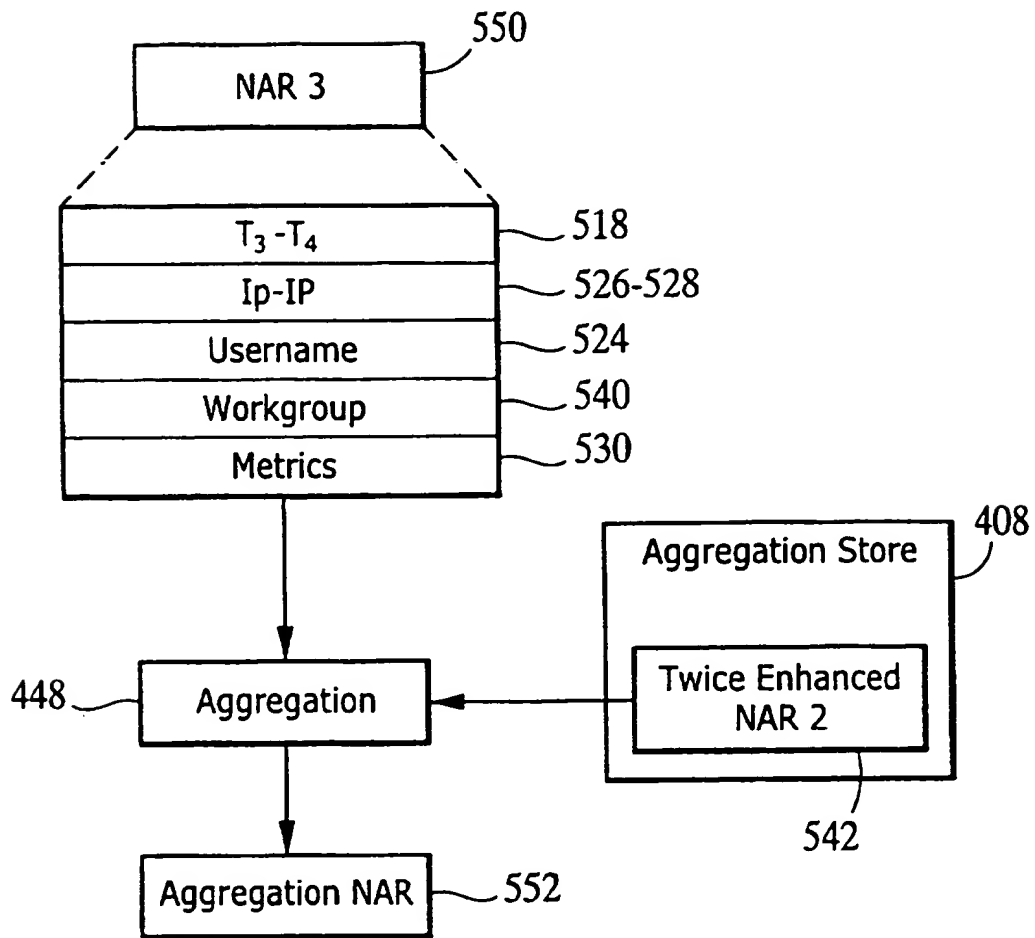 550
NAR 3
T₃-T₄
518
Ip-IP
526-528
Username
524
Workgroup
540
Metrics
530
408
Aggregation Store
Twice Enhanced
NAR 2
542
448
Aggregation
Aggregation NAR
552